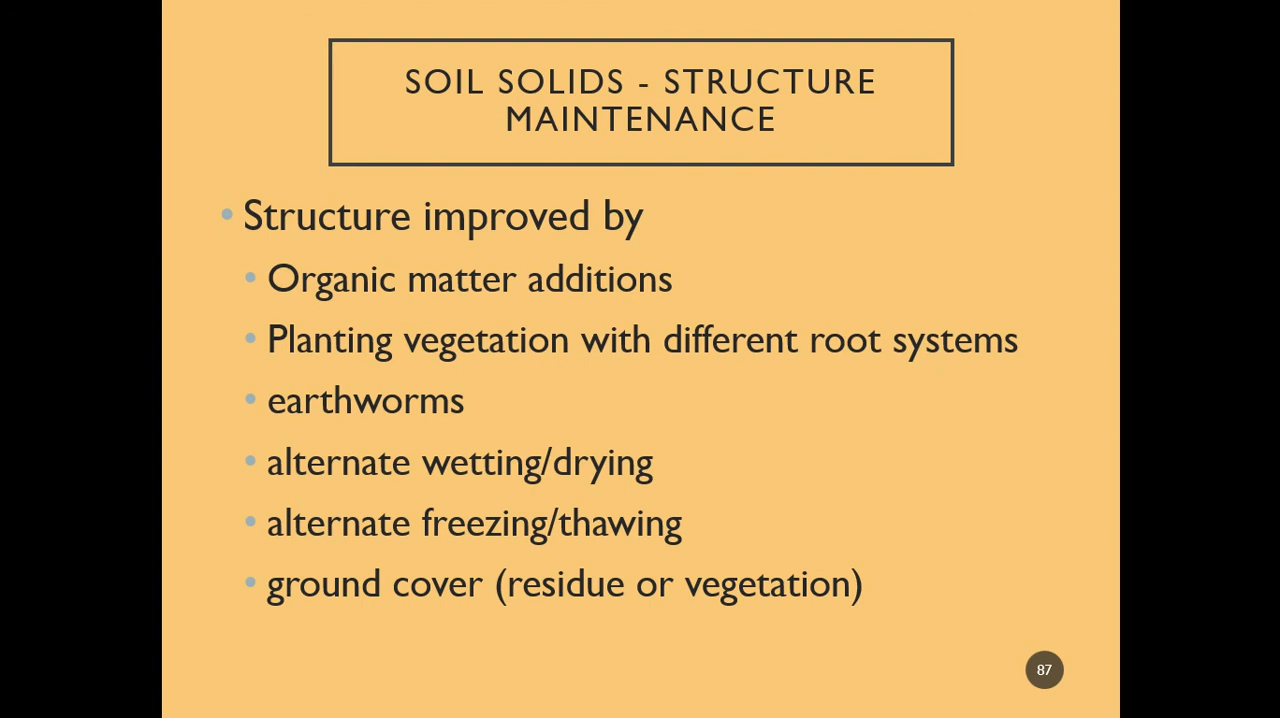 SOIL SOLIDS - STRUCTURE
MAINTENANCE
• Structure improved by
• Organic matter additions
• Planting vegetation with different root systems
• earthworms
• alternate wetting/drying
• alternate freezing/thawing
• ground cover (residue or vegetation)
87